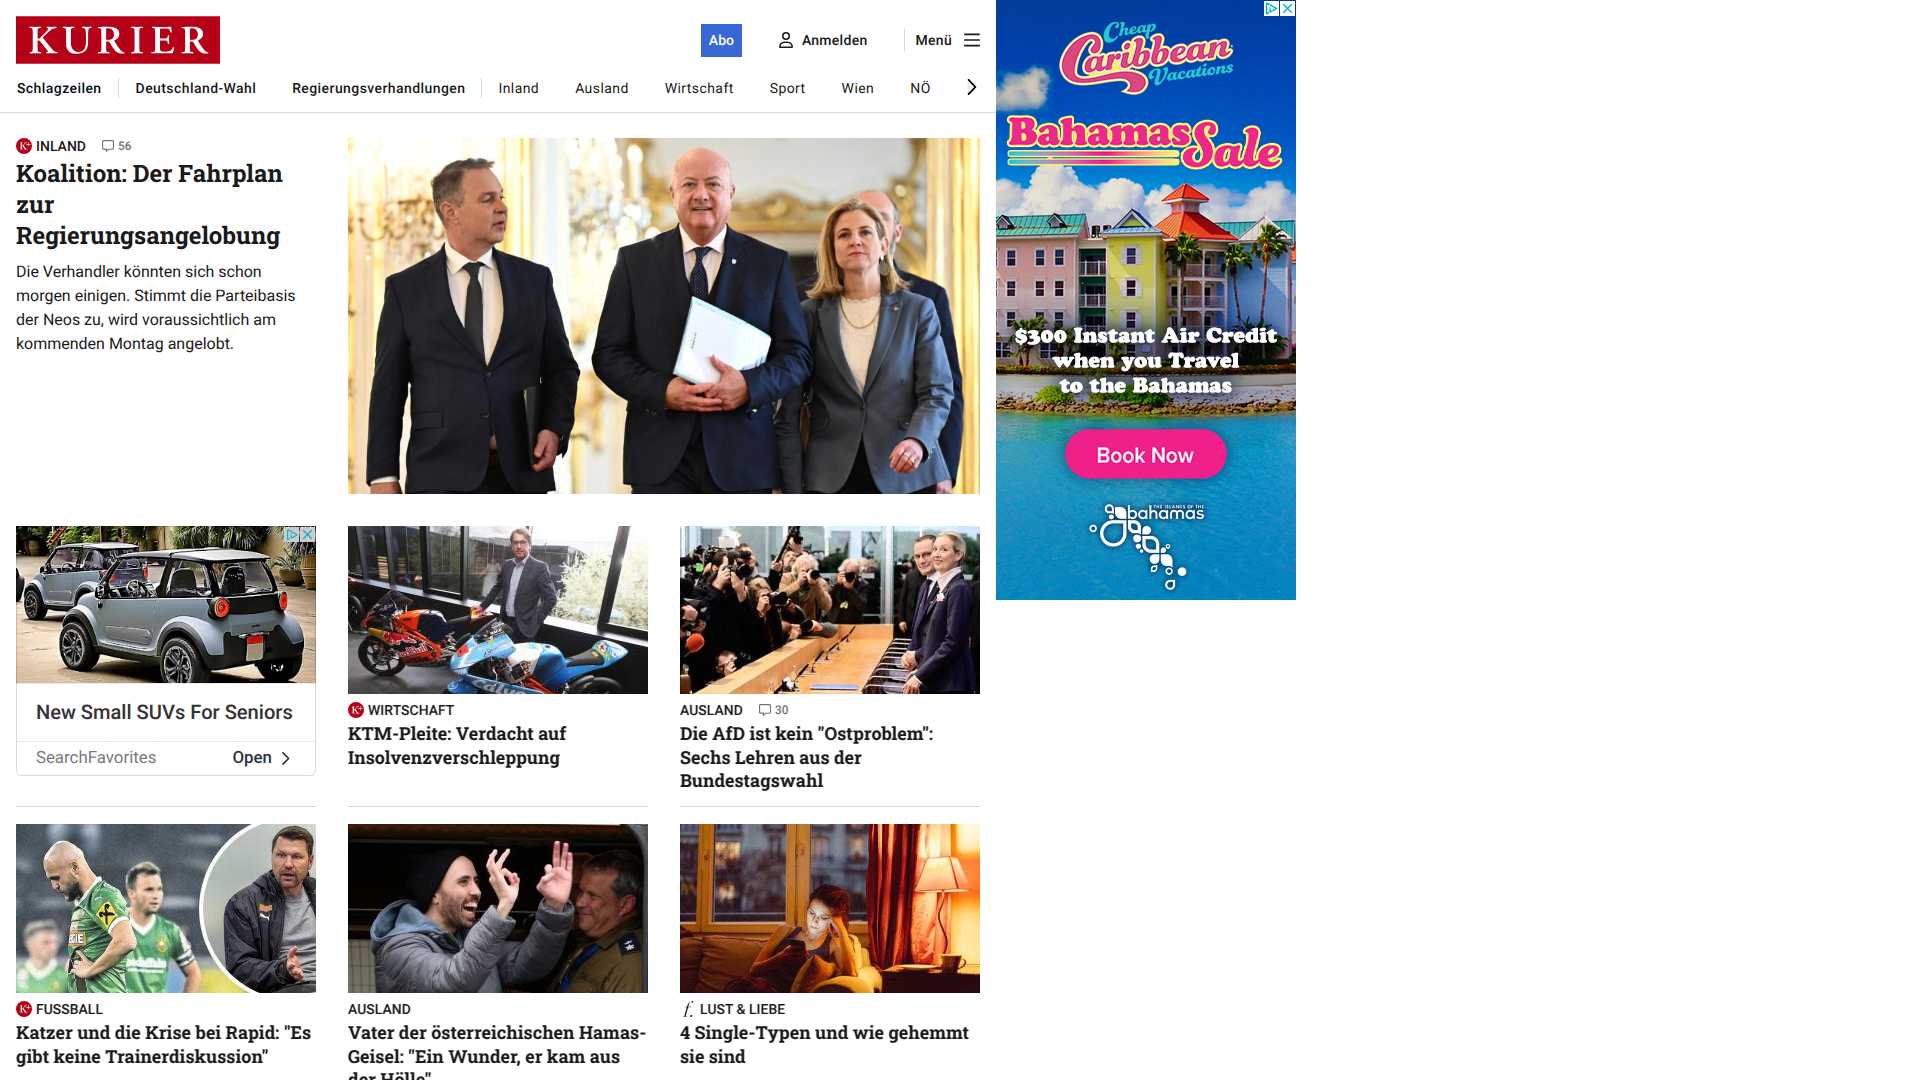 KURIER
Abo
Anmelden
Menü
Schlagzeilen
Deutschland-Wahl
Regierungsverhandlungen
Inland
Ausland
Wirtschaft
Sport
Wien
NÖ
INLAND
56
Koalition: Der Fahrplan
zur
Regierungsangelobung
Die Verhandler könnten sich schon
morgen einigen. Stimmt die Parteibasis
der Neos zu, wird voraussichtlich am
kommenden Montag angelobt.
Cheap
Caribbean
Vacations
Bahamas
Sale
$300 Instant Air Credit
when you Travel
to the Bahamas
Book Now
THE ISLANDS OF THE
bahamas
New Small SUVs For Seniors
SearchFavorites
Open
K+ WIRTSCHAFT
KTM-Pleite: Verdacht auf
Insolvenzverschleppung
AUSLAND
30
Die AfD ist kein "Ostproblem":
Sechs Lehren aus der
Bundestagswahl
FUSSBALL
Katzer und die Krise bei Rapid: "Es
gibt keine Trainerdiskussion"
AUSLAND
Vater der österreichischen Hamas-
Geisel: "Ein Wunder, er kam aus
der Hölle"
f. LUST & LIEBE
4 Single-Typen und wie gehemmt
sie sind